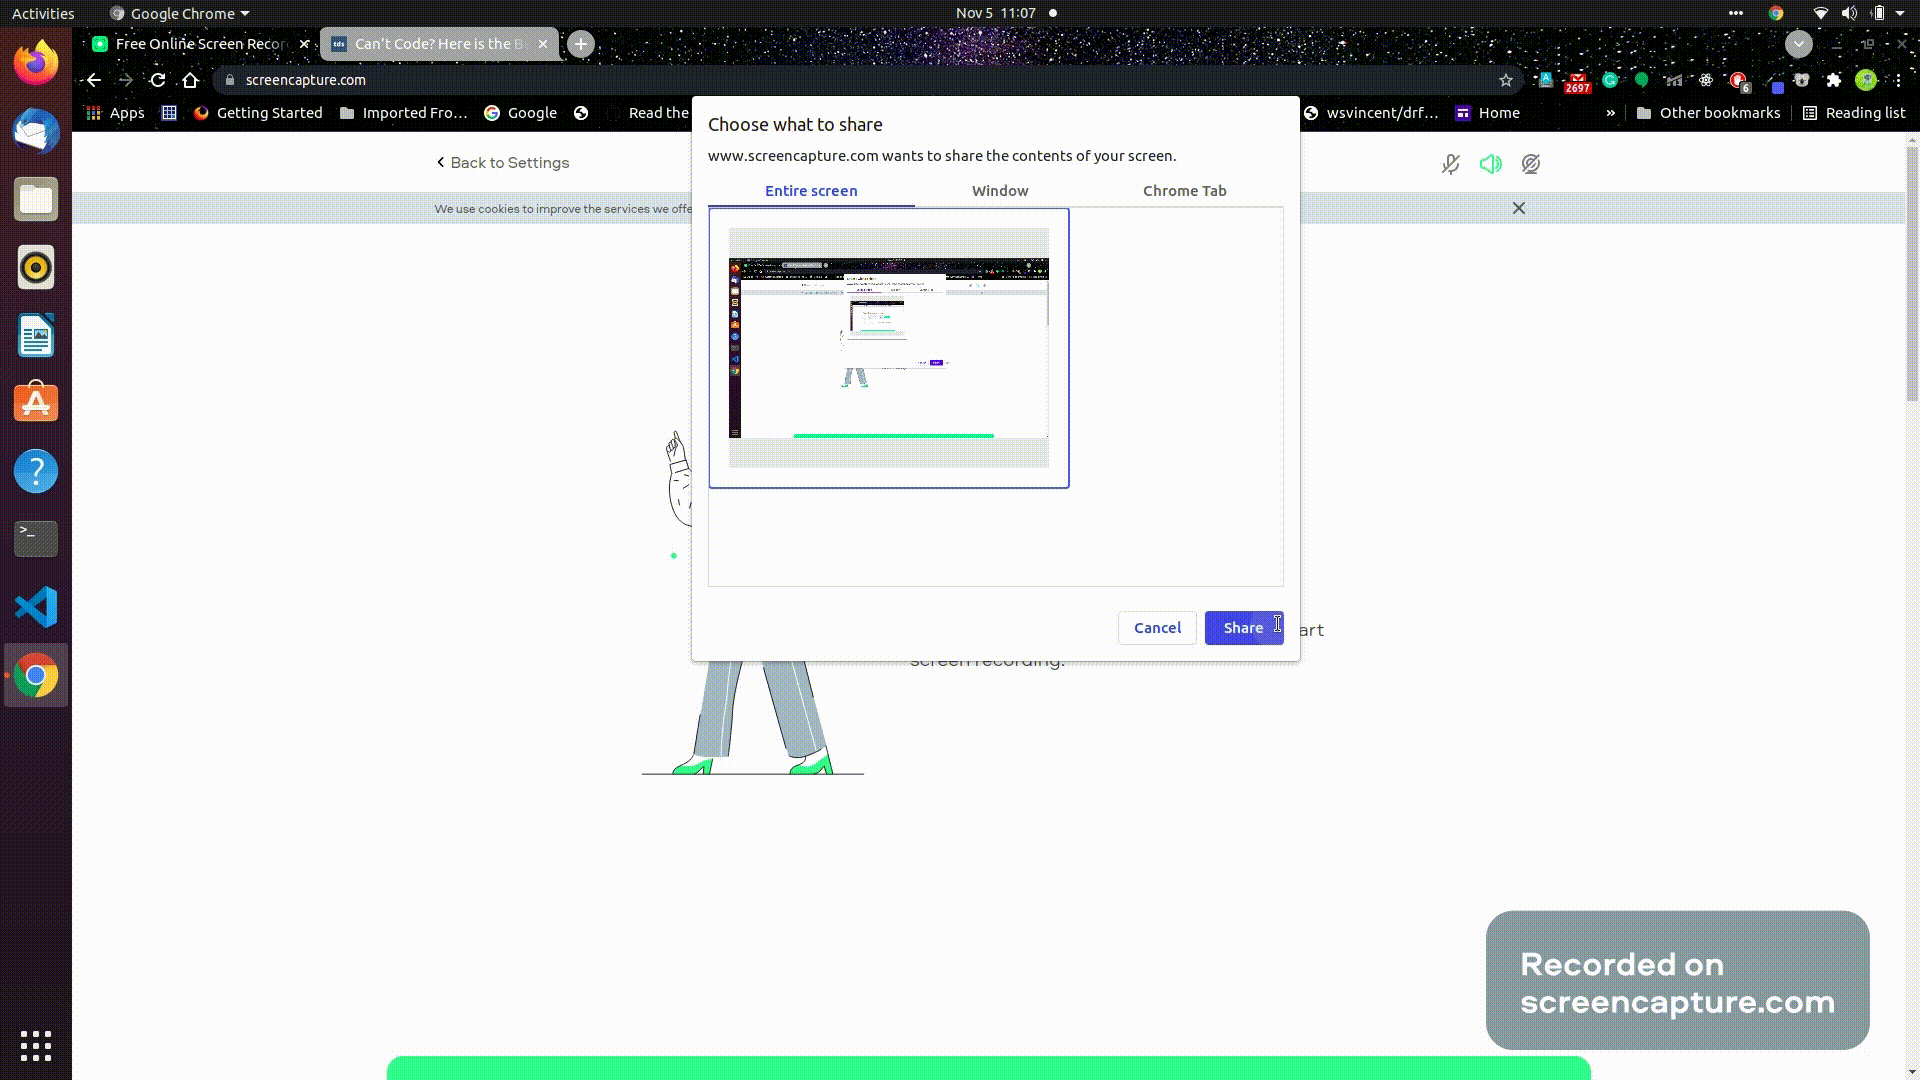 Activities
Google Chrome
Nov 5 11:07
Free Online Screen Recor
tds
Can't Code? Here is the B
screencapture.com
2697
6
Apps
Getting Started
Imported Fro...
Google
Read the
wsvincent/drf...
Home
»
Other bookmarks
Reading list
Back to Settings
We use cookies to improve the services we offe
Choose what to share
www.screencapture.com wants to share the contents of your screen.
Entire screen
Window
Chrome Tab
Cancel
Share
art
screen recording.
Recorded on
screencapture.com